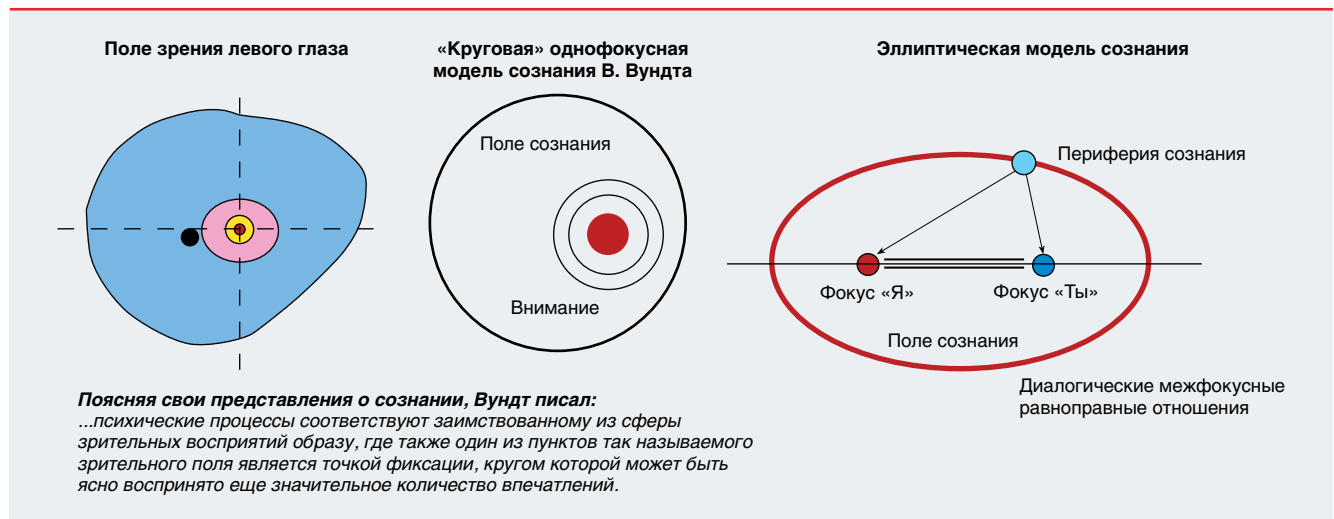 Поле зрения левого глаза
«Круговая» однофокусная
модель сознания В. Вундта
Эллиптическая модель сознания
Поле сознания
Внимание
Периферия сознания
Фокус «Я»
Фокус «Ты»
Поле сознания
Диалогические межфокусные
равноправные отношения
Поясняя свои представления о сознании, Вундт писал:
...психические процессы соответствуют заимствованному из сферы
зрительных восприятий образу, где также один из пунктов так называемого
зрительного поля является точкой фиксации, кругом которой может быть
ясно воспринято еще значительное количество впечатлений.